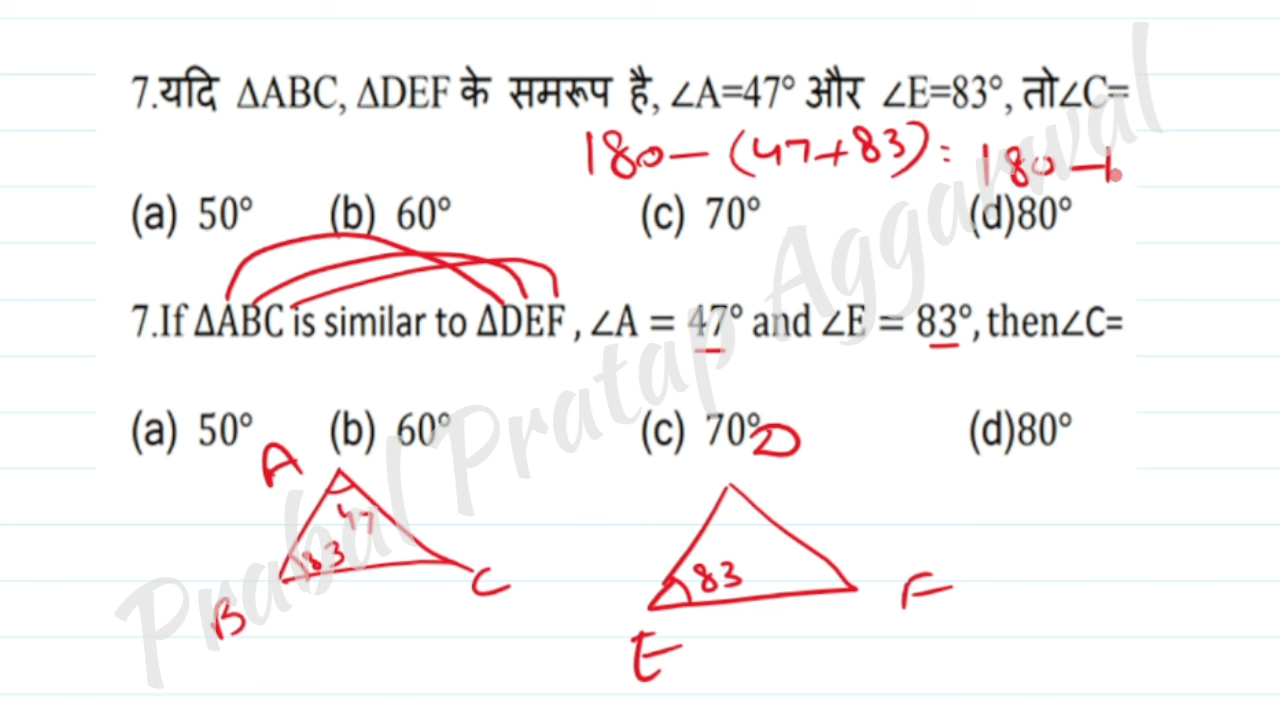 7.यदि ΔABC, ΔDEF के समरूप है, ∠A=47° और ∠E=83°, तो∠C=
180 - (47+83) = 180 - 1
(a) 50° (b) 60° (c) 70° (d)80°
7.If ΔABC is similar to ΔDEF , ∠A = 47° and ∠E = 83°, then∠C=
(a) 50° (b) 60° (c) 70° (d)80°
A D
47
83 83
B C E F
Prabal Pratap Aggarwal